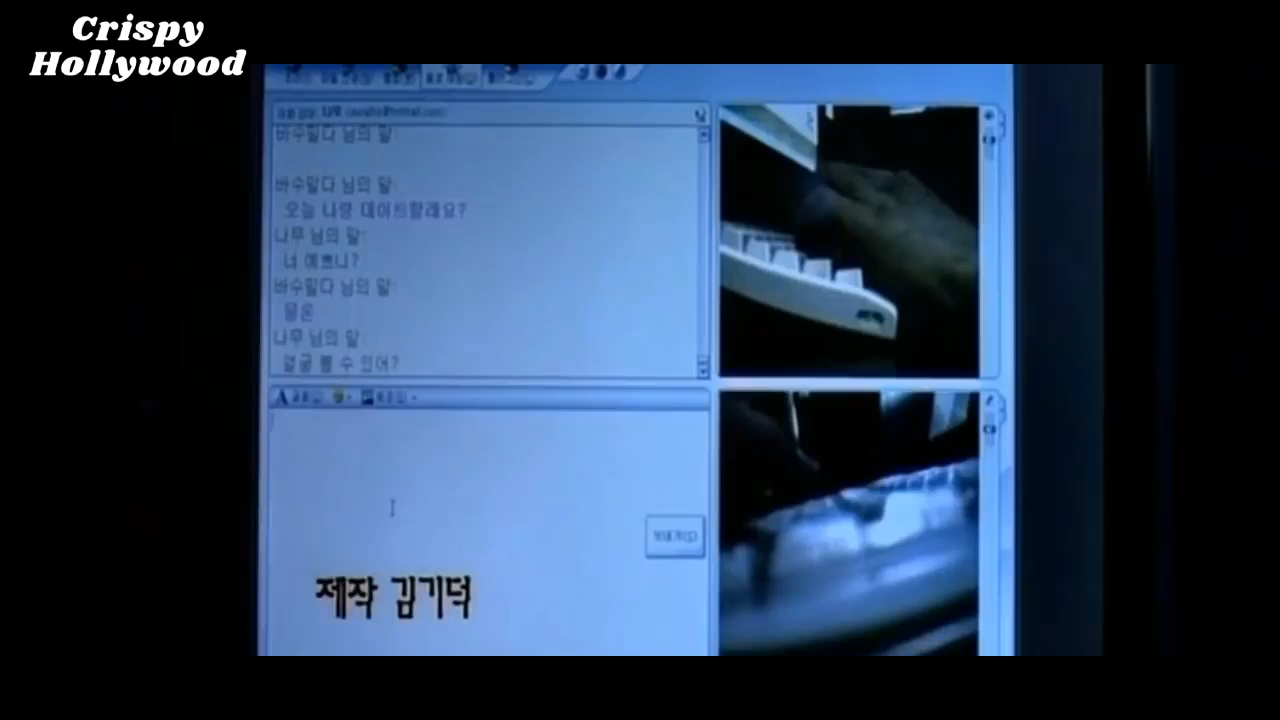 Crispy
Hollywood
바수밀다 님의 말:
바수밀다 님의 말:
오늘 나랑 데이트할래요?
나무 님의 말:
너 예쁘니?
바수밀다 님의 말:
물론
나무 님의 말:
얼굴 볼 수 있어?
제작 김기덕